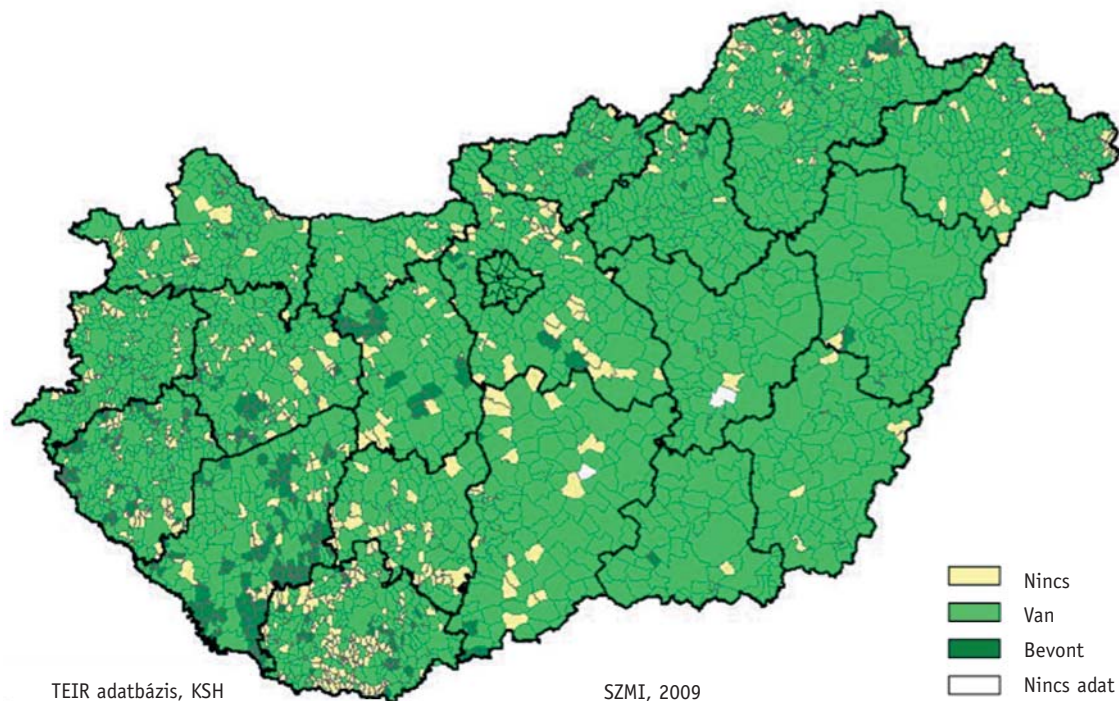 Nincs
Van
Bevont
Nincs adat
TEIR adatbázis, KSH
SZMI, 2009